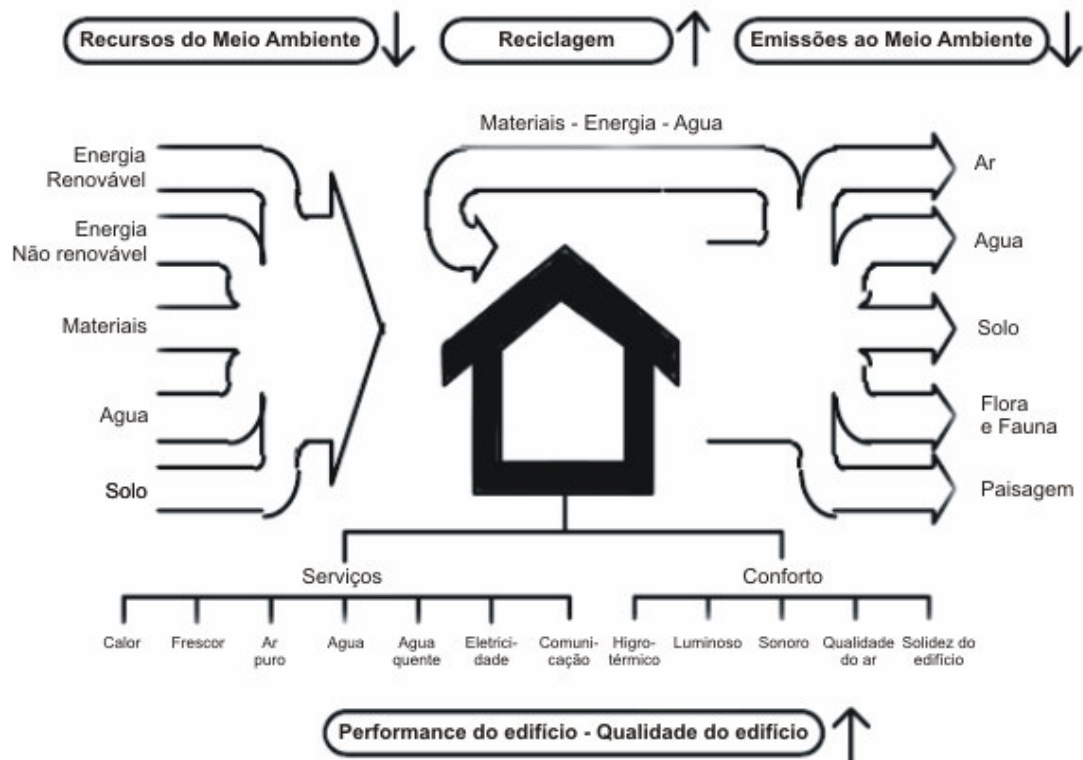 Recursos do Meio Ambiente
Reciclagem
Emissões ao Meio Ambiente
Materiais - Energia - Agua
Energia
Renovável
Energia
Não renovável
Materiais
Agua
Solo
Ar
Agua
Solo
Flora
e Fauna
Paisagem
Serviços
Conforto
Calor
Frescor
Ar
puro
Agua
Agua
quente
Eletrici-
dade
Comuni-
cação
Higro-
térmico
Luminoso
Sonoro
Qualidade
do ar
Solidez do
edifício
Performance do edifício - Qualidade do edifício